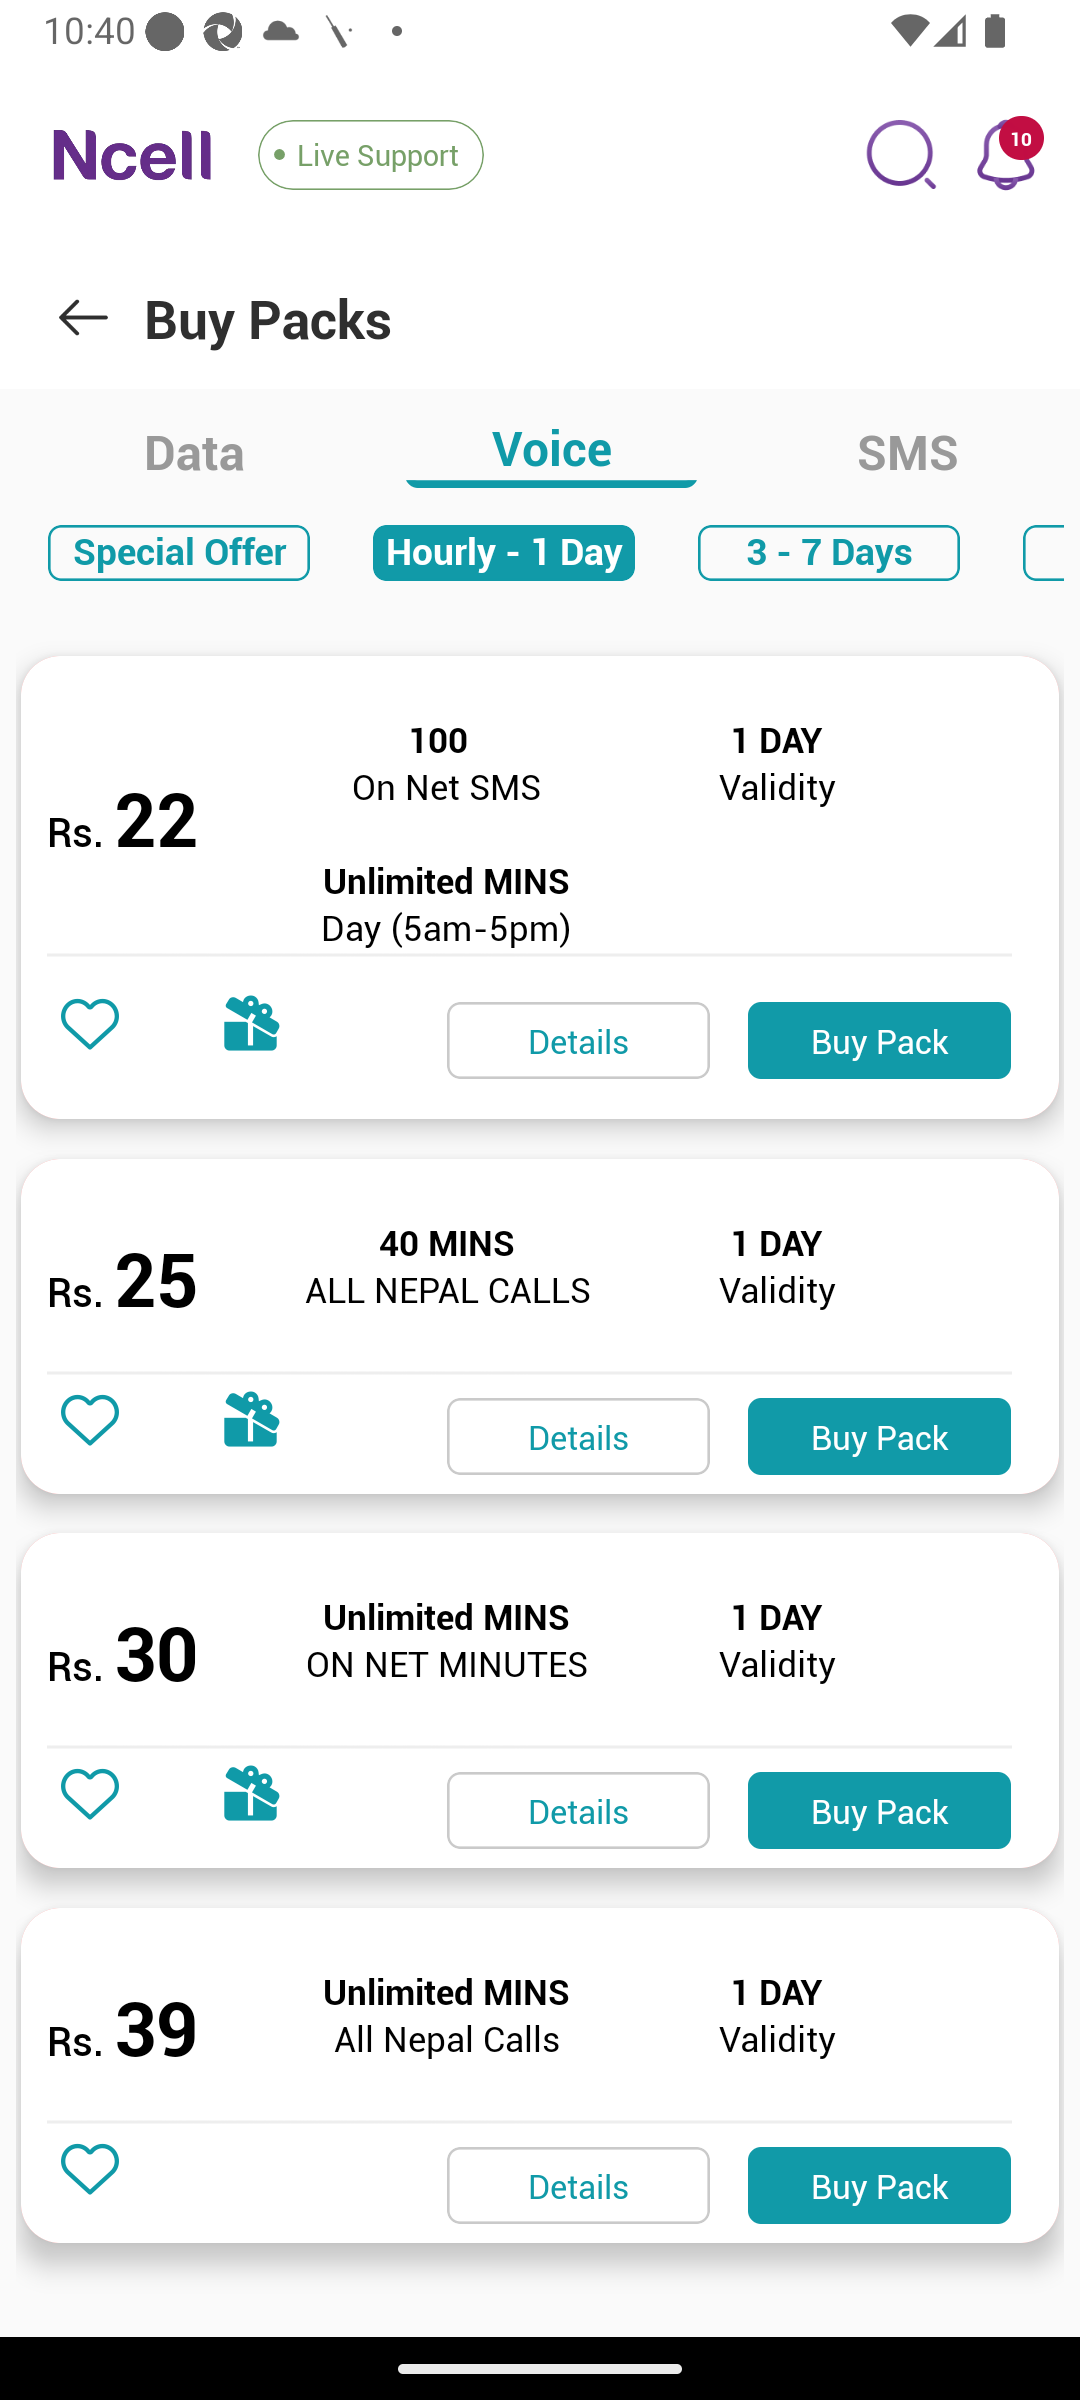 10:40
Ncell
Live Support
10
Buy Packs
Data
Voice
SMS
Special Offer
Hourly - 1 Day
3 - 7 Days
100
On Net SMS
1 DAY
Validity
Rs. 22
Unlimited MINS
Day (5am-5pm)
Details
Buy Pack
40 MINS
ALL NEPAL CALLS
1 DAY
Validity
Rs. 25
Details
Buy Pack
Unlimited MINS
ON NET MINUTES
1 DAY
Validity
Rs. 30
Details
Buy Pack
Unlimited MINS
All Nepal Calls
1 DAY
Validity
Rs. 39
Details
Buy Pack